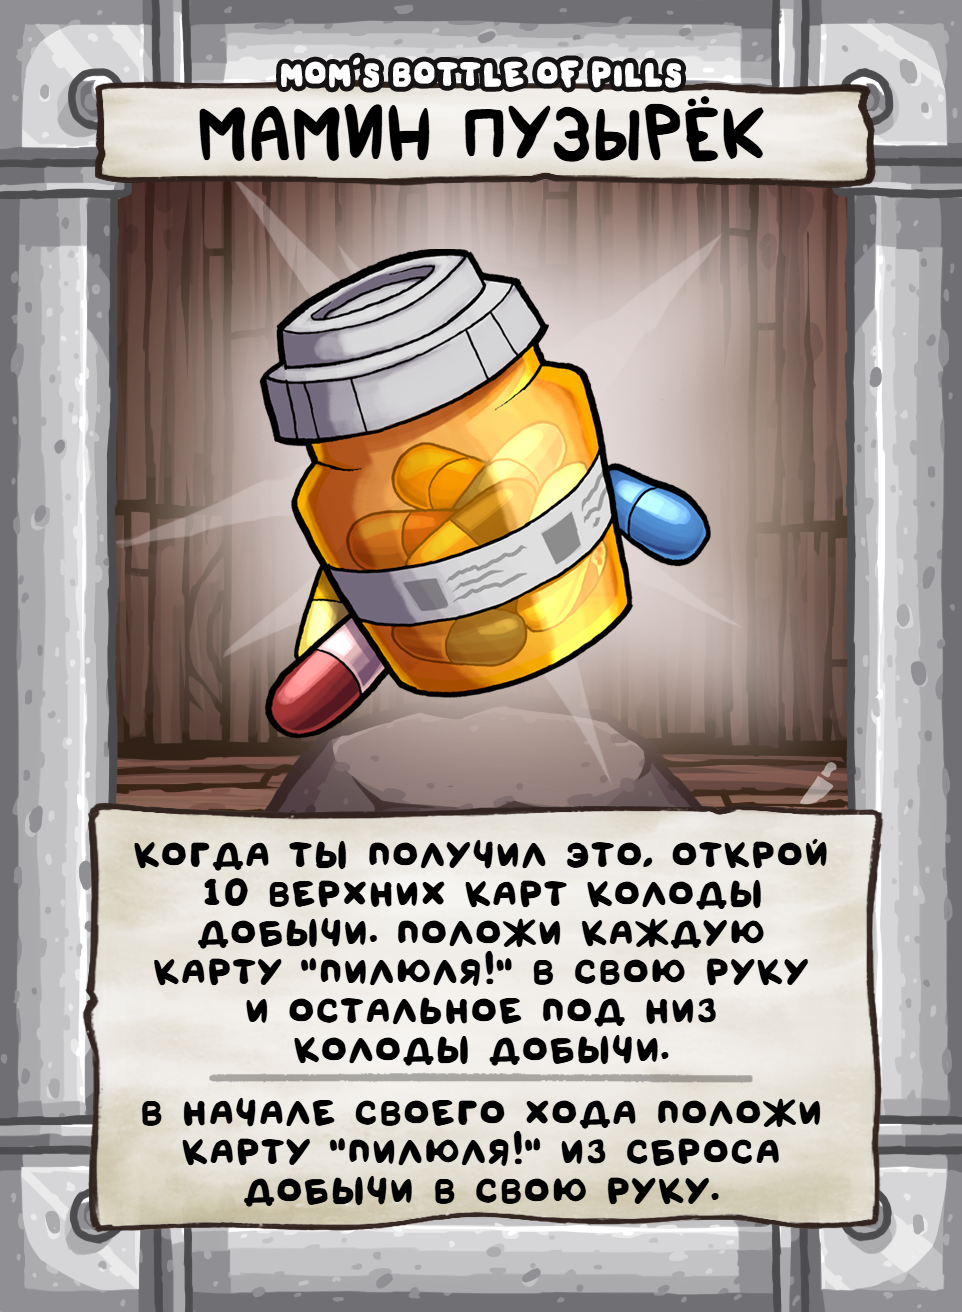 MOM'S BOTTLE OF PILLS
МАМИН ПУЗЫРЁК
КОГДА ТЫ ПОЛУЧИЛ ЭТО, ОТКРОЙ
10 ВЕРХНИХ КАРТ КОЛОДЫ
ДОБЫЧИ. ПОЛОЖИ КАЖДУЮ
КАРТУ "ПИЛЮЛЯ!" В СВОЮ РУКУ
И ОСТАЛЬНОЕ ПОД НИЗ
КОЛОДЫ ДОБЫЧИ.
В НАЧАЛЕ СВОЕГО ХОДА ПОЛОЖИ
КАРТУ "ПИЛЮЛЯ!" ИЗ СБРОСА
ДОБЫЧИ В СВОЮ РУКУ.